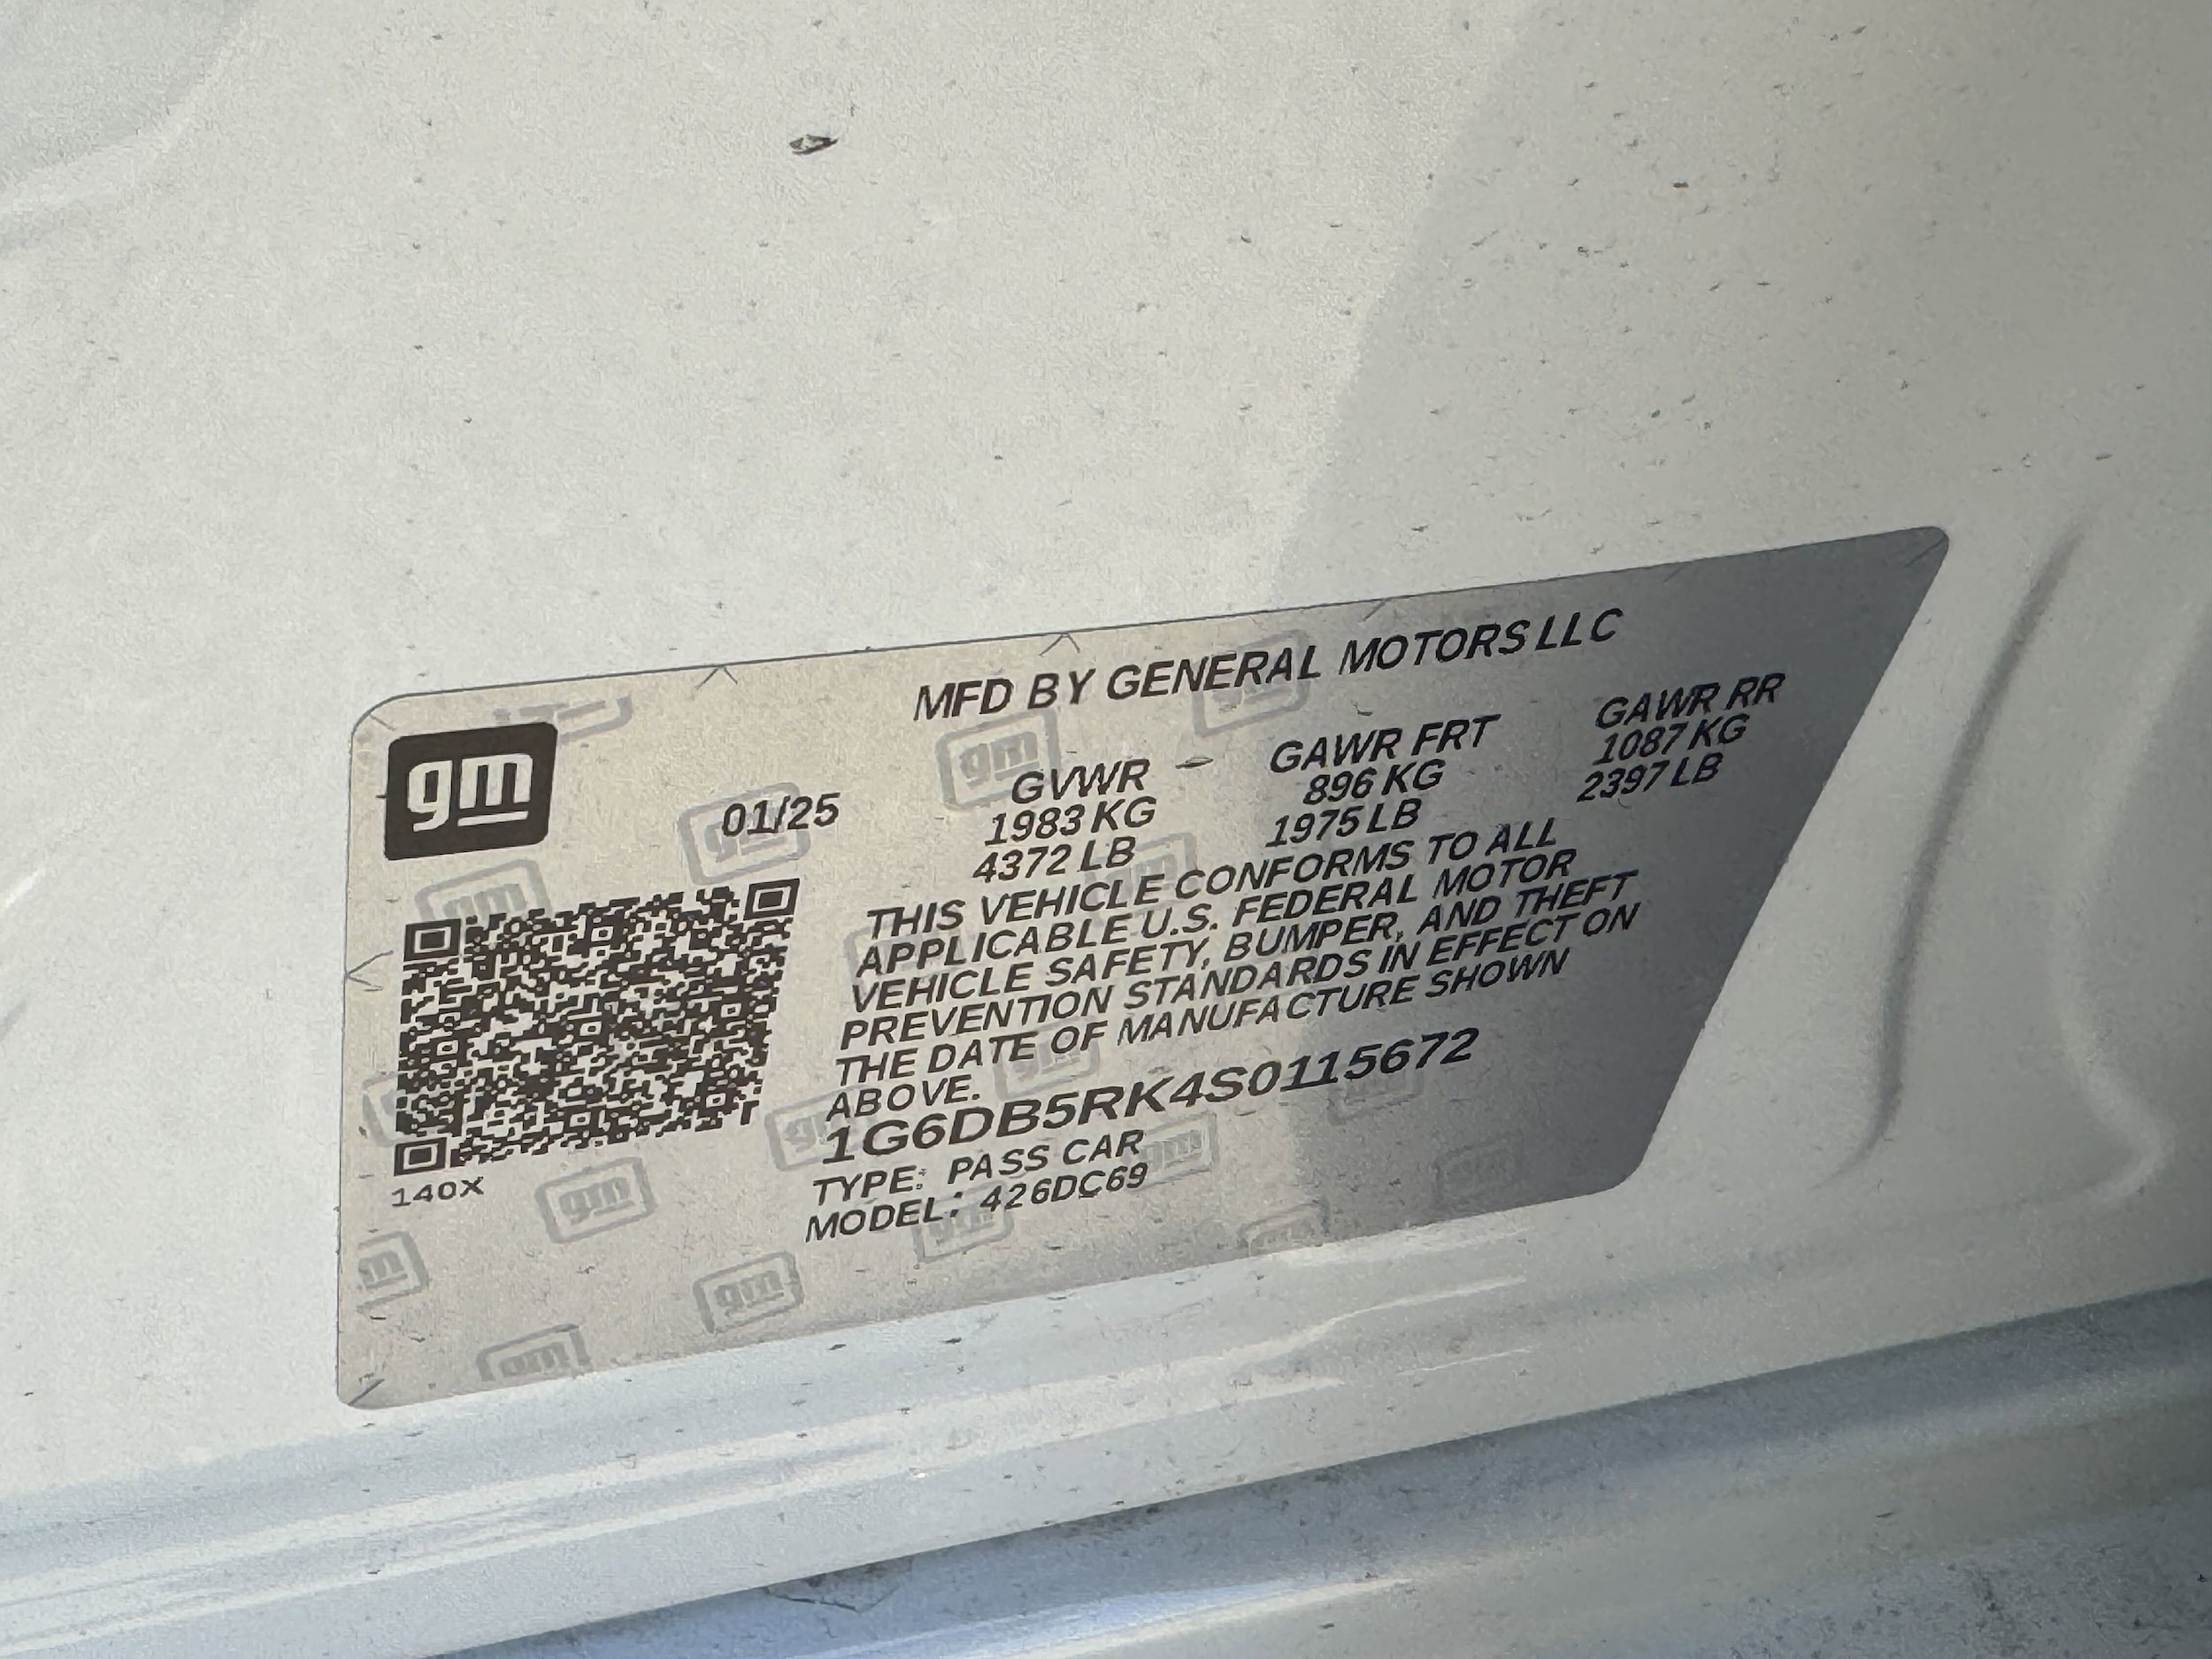 gm
MFD BY GENERAL MOTORS LLC
01/25
GVWR GAWR FRT GAWR RR
1983 KG 896 KG 1087 KG
4372 LB 1975 LB 2397 LB
THIS VEHICLE CONFORMS TO ALL
APPLICABLE U.S. FEDERAL MOTOR
VEHICLE SAFETY, BUMPER, AND THEFT
PREVENTION STANDARDS IN EFFECT ON
THE DATE OF MANUFACTURE SHOWN
ABOVE.
1G6DB5RK4S0115672
TYPE: PASS CAR
MODEL: 426DC69
140X